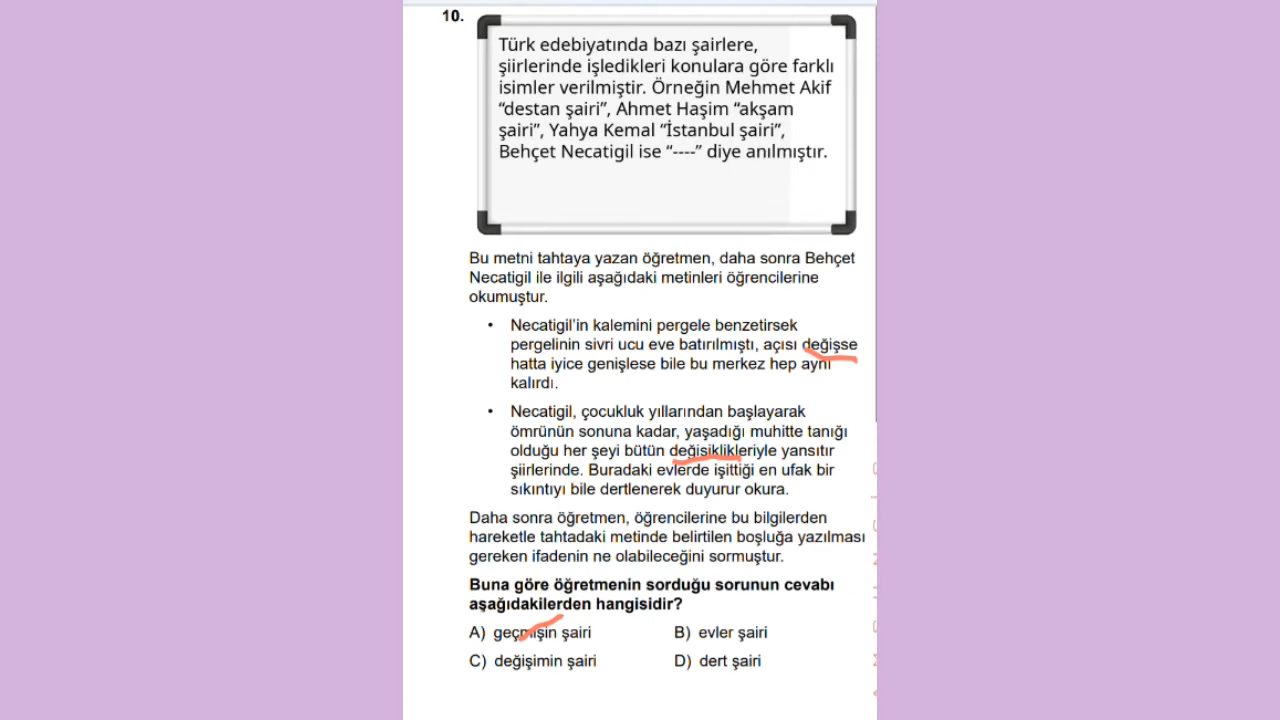 10.
Türk edebiyatında bazı şairlere,
şiirlerinde işledikleri konulara göre farklı
isimler verilmiştir. Örneğin Mehmet Akif
“destan şairi”, Ahmet Haşim “akşam
şairi”, Yahya Kemal “İstanbul şairi”,
Behçet Necatigil ise “----” diye anılmıştır.
Bu metni tahtaya yazan öğretmen, daha sonra Behçet
Necatigil ile ilgili aşağıdaki metinleri öğrencilerine
okumuştur.
• Necatigil’in kalemini pergele benzetirsek
pergelinin sivri ucu eve batırılmıştı, açısı değişse
hatta iyice genişlese bile bu merkez hep aynı
kalırdı.
• Necatigil, çocukluk yıllarından başlayarak
ömrünün sonuna kadar, yaşadığı muhitte tanığı
olduğu her şeyi bütün değişiklikleriyle yansıtır
şiirlerinde. Buradaki evlerde işittiği en ufak bir
sıkıntıyı bile dertlenerek duyurur okura.
Daha sonra öğretmen, öğrencilerine bu bilgilerden
hareketle tahtadaki metinde belirtilen boşluğa yazılması
gereken ifadenin ne olabileceğini sormuştur.
Buna göre öğretmenin sorduğu sorunun cevabı
aşağıdakilerden hangisidir?
A) geçmişin şairi B) evler şairi
C) değişimin şairi D) dert şairi